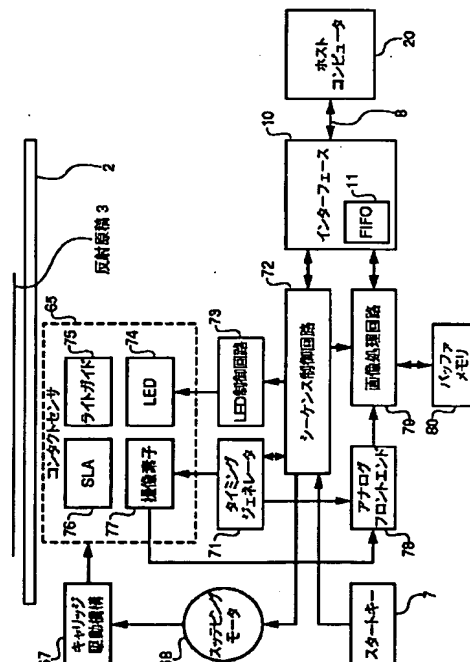 2
反射原稿 3
65
コンタクトセンサ
76
SLA
75
ライトガイド
77
撮像素子
74
LED
67
キャリッジ
駆動機構
68
ステッピング
モータ
71
タイミング
ジェネレータ
73
LED制御回路
72
シーケンス制御回路
10
インターフェース
11
FIFO
8
ホスト
コンピュータ
20
スタートキー
7
アナログ
フロントエンド
78
画像処理回路
79
バッファ
メモリ
80